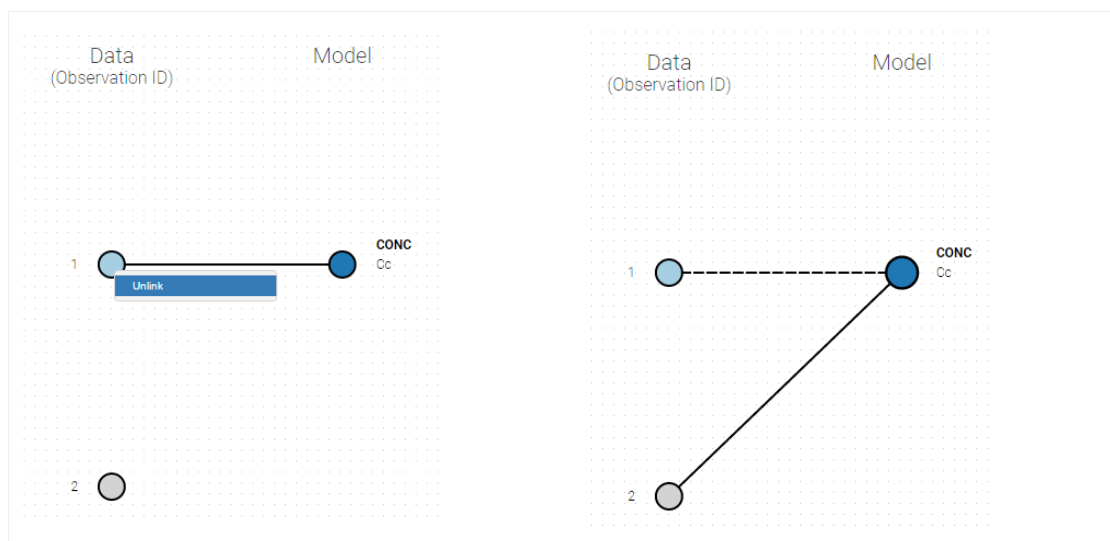 Data
(Observation ID)
Model
1
CONC
Cc
Unlink
2
Data
(Observation ID)
Model
1
CONC
Cc
2